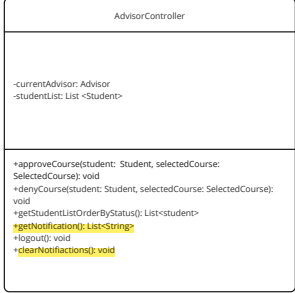 AdvisorController
-currentAdvisor: Advisor
-studentList: List <Student>
+approveCourse(student: Student, selectedCourse:
SelectedCourse): void
+denyCourse(student: Student, selectedCourse: SelectedCourse):
void
+getStudentListOrderByStatus(): List<student>
+getNotification(): List<String>
+logout(): void
+clearNotifiactions(): void